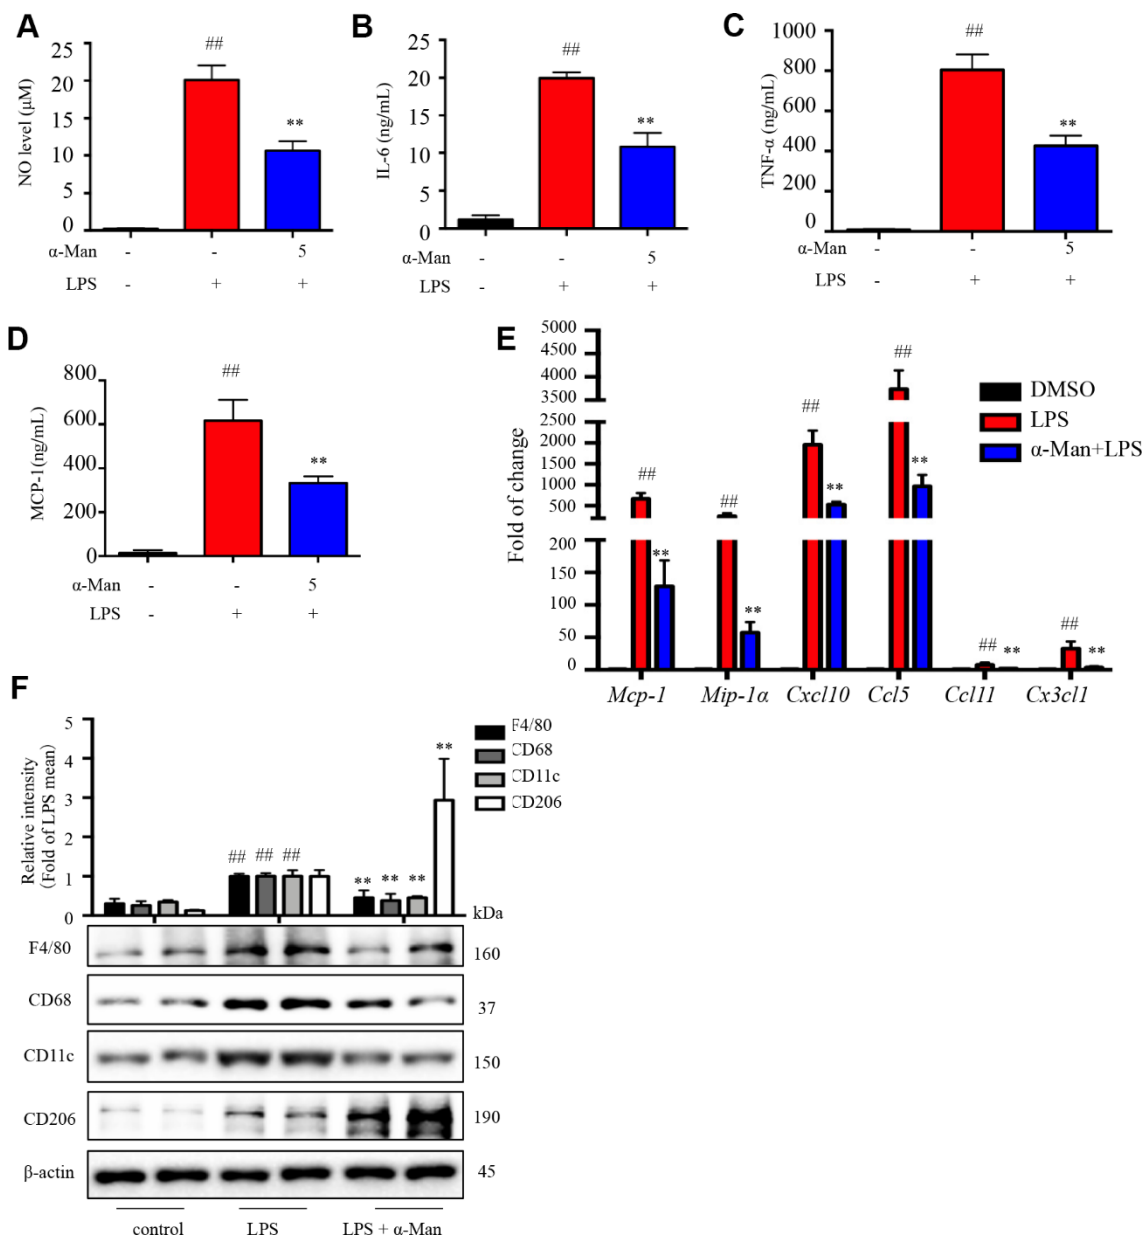 A
NO level (μM)
25
20
15
10
5
0
##
**
α-Man - - 5
LPS - + +
B
IL-6 (ng/mL)
25
20
15
10
5
0
##
**
- - 5
- + +
C
TNF-α (ng/mL)
1000
800
600
400
200
0
##
**
α-Man - - 5
LPS - + +
D
MCP-1(ng/mL)
800
600
400
200
0
##
**
α-Man - - 5
LPS - + +
E
Fold of change
5000
4500
4000
3500
3000
2500
2000
1500
1000
500
200
150
100
50
0
## ** ## ** ## ** ## ** ## ** ## **
Mcp-1 Mip-1α Cxcl10 Ccl5 Ccl11 Cx3cl1
DMSO
LPS
α-Man+LPS
F
Relative intensity
(Fold of LPS mean)
5
4
3
2
1
0
## ## ##
** ** ** **
F4/80
CD68
CD11c
CD206
kDa
F4/80 160
CD68 37
CD11c 150
CD206 190
β-actin 45
control LPS LPS + α-Man